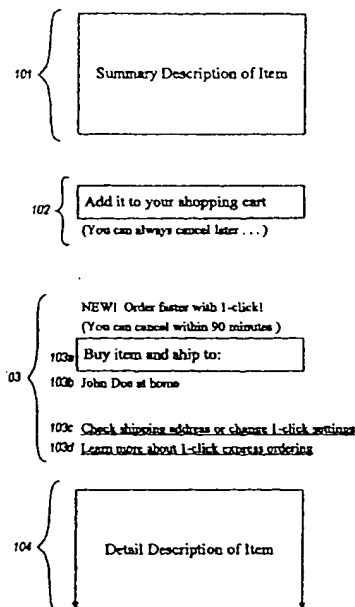 101
Summary Description of Item
102
Add it to your shopping cart
(You can always cancel later . . . )
NEW! Order faster with 1-click!
(You can cancel within 90 minutes )
03
103a Buy item and ship to:
103b John Doe at home
103c Check shipping address or change 1-click settings
103d Learn more about 1-click express ordering
104
Detail Description of Item